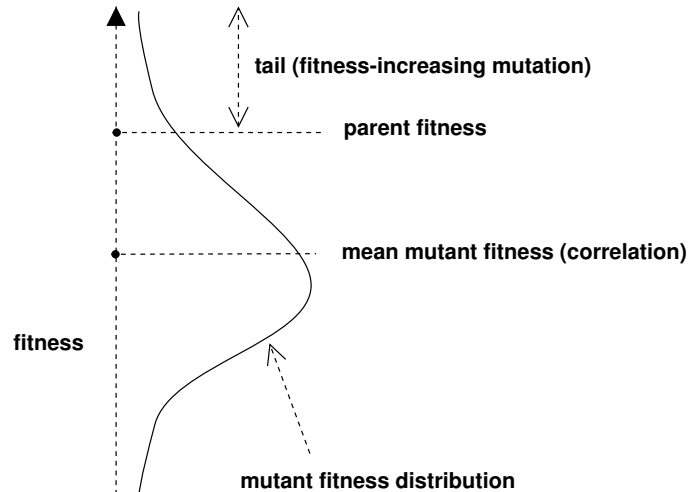 tail (fitness-increasing mutation)
parent fitness
mean mutant fitness (correlation)
fitness
mutant fitness distribution